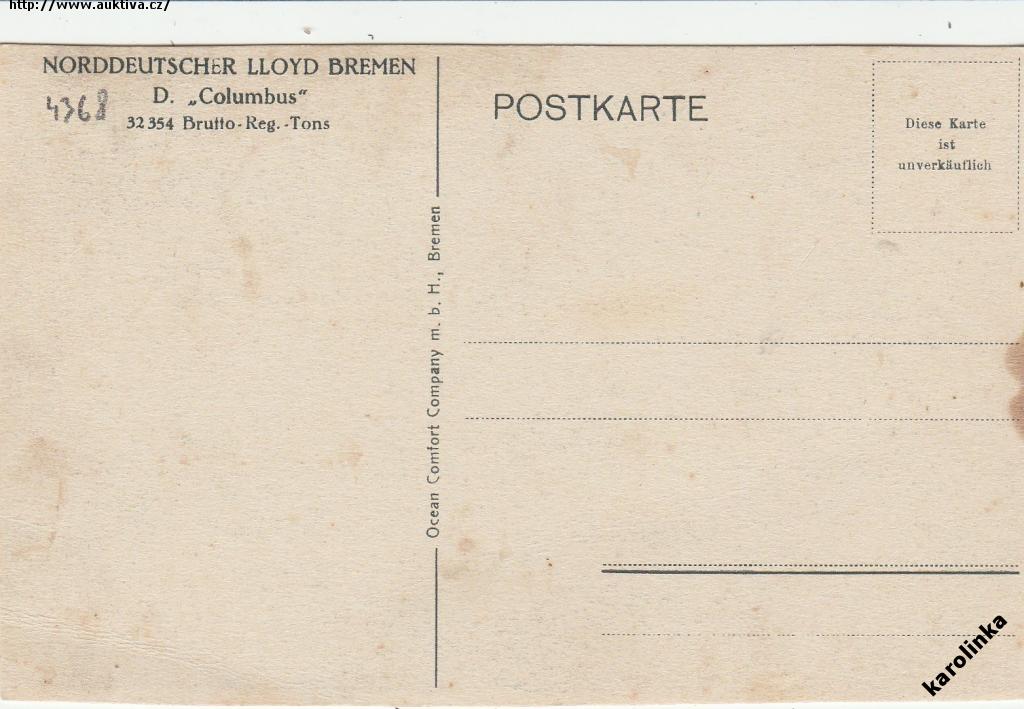 http://www.auktiva.cz/
NORDDEUTSCHER LLOYD BREMEN
4368
D. „Columbus“
32 354 Brutto-Reg.-Tons
Ocean Comfort Company m. b. H., Bremen
POSTKARTE
Diese Karte
ist
unverkäuflich
karolinka